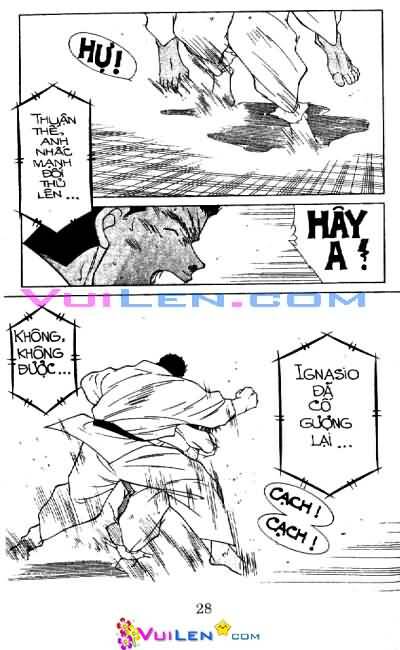 HỰ!
THUẬN
THẾ,
ANH
NHẤC
MẠNH
ĐỐI
THỦ
LÊN...
HÂY
A!
VUILEN.COM
KHÔNG,
KHÔNG
ĐƯỢC...
IGNASIO
ĐÃ
CỐ
GƯỢNG
LẠI...
CẠCH!
CẠCH!
28
VUILEN.COM